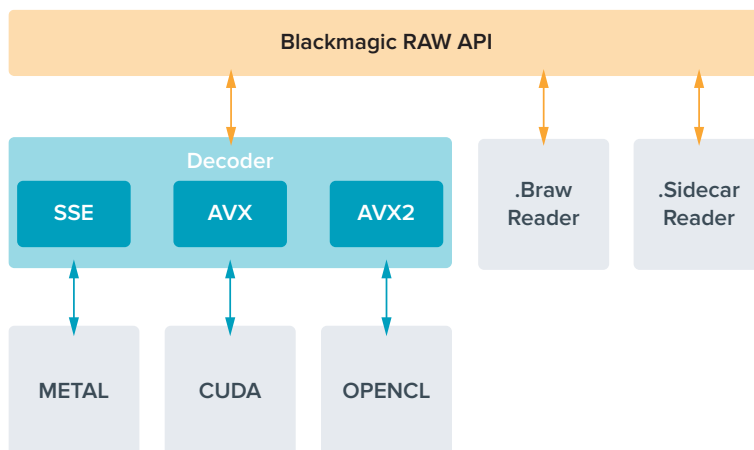 Blackmagic RAW API
Decoder
SSE
AVX
AVX2
.Braw
Reader
.Sidecar
Reader
METAL
CUDA
OPENCL